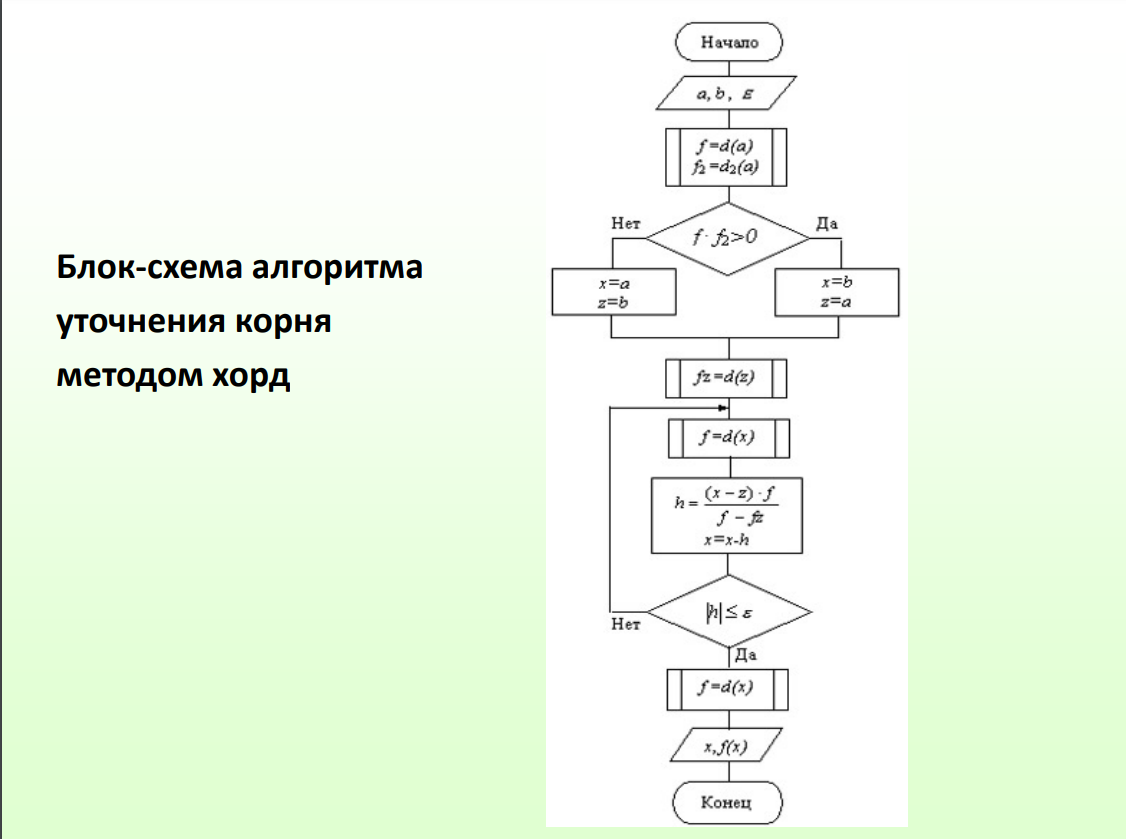 Блок-схема алгоритма
уточнения корня
методом хорд
Начало
a, b, ε
f=d(a)
f₂=d₂(a)
Нет
f · f₂>0
Да
x=a
z=b
x=b
z=a
fz=d(z)
f=d(x)
h = (x − z) · f / f − fz
x=x-h
|h| ≤ ε
Нет
Да
f=d(x)
x, f(x)
Конец